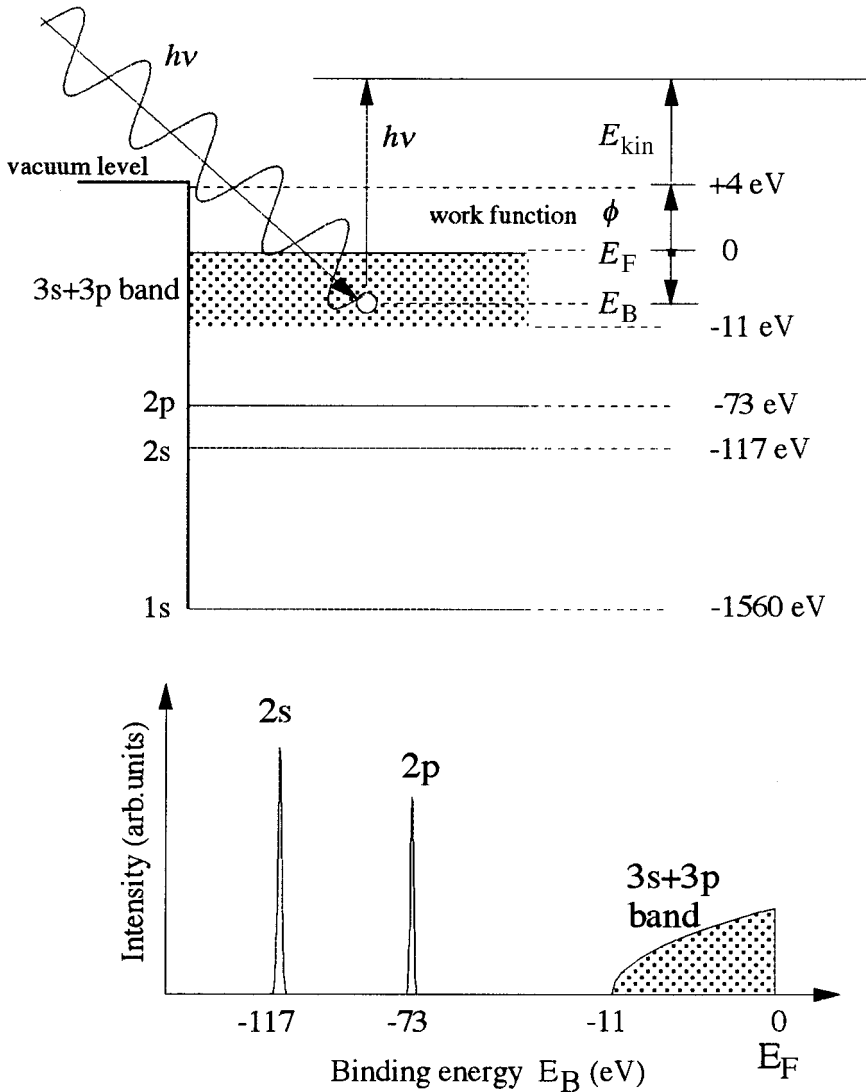 hν
hν
E_kin
vacuum level
+4 eV
work function ϕ
E_F 0
3s+3p band
E_B
-11 eV
2p -73 eV
2s -117 eV
1s -1560 eV
Intensity (arb.units)
2s
2p
3s+3p
band
-117 -73 -11 0
Binding energy E_B (eV) E_F